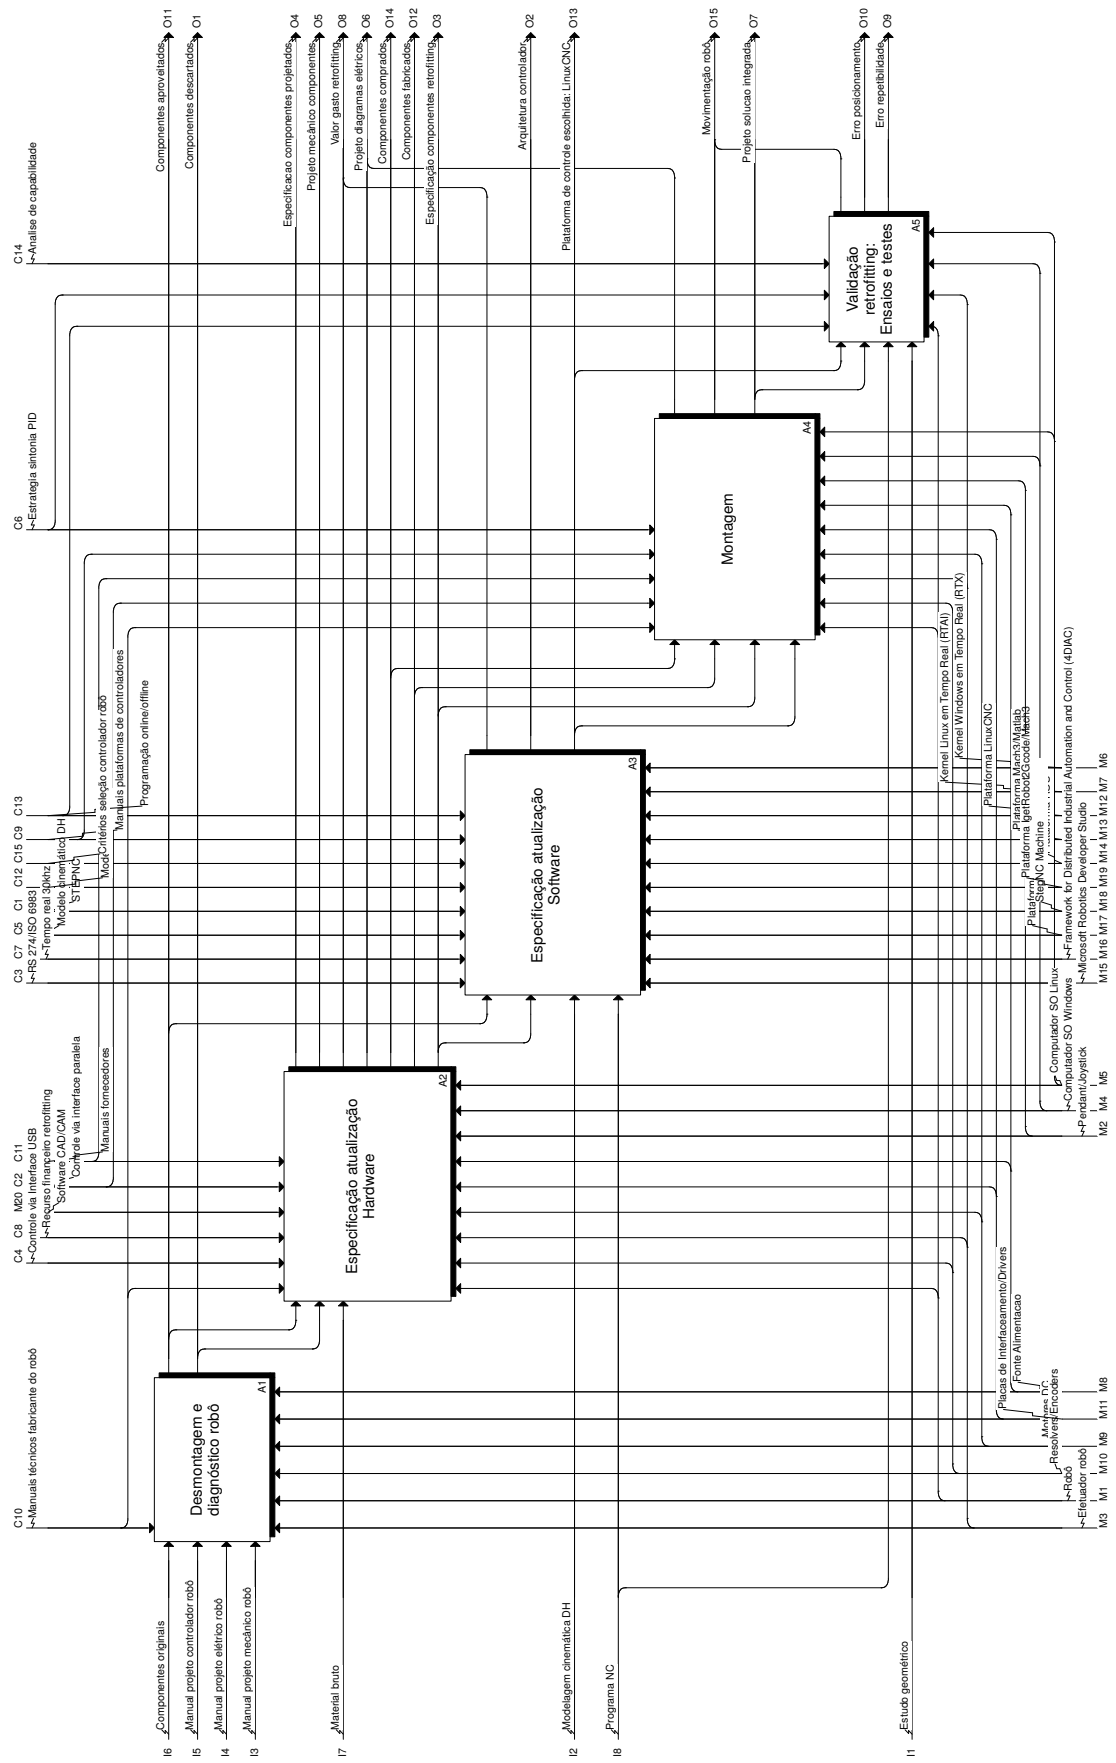 C10
Manuais técnicos fabricante do robô
C4
Controle via Interface USB
C8
Recurso financeiro retrofitting
M20
Software CAD/CAM
C2
Controle via interface paralela
C11
Manuais fornecedores
C3
RS 274/ISO 6983
C7
Tempo real 30khz
C5
Modelo cinemático DH
C1
STEPNC
C12
C15
Critérios seleção controlador robô
C9
Manuais plataformas de controladores
C13
Programação online/offline
C6
Estrategia sintonia PID
C14
Analise de capabilidade
I6
Componentes originais
I5
Manual projeto controlador robô
I4
Manual projeto elétrico robô
I3
Manual projeto mecânico robô
I7
Material bruto
I2
Modelagem cinemática DH
I8
Programa NC
I1
Estudo geométrico
Desmontagem e
diagnóstico robô
A1
Especificação atualização
Hardware
A2
Especificação atualização
Software
A3
Montagem
A4
Validação
retrofitting:
Ensaios e testes
A5
Componentes aproveitados
O11
Componentes descartados
O1
Especificacao componentes projetados
O4
Projeto mecânico componentes
O5
Valor gasto retrofitting
O8
Projeto diagramas elétricos
O6
Componentes comprados
O14
Componentes fabricados
O12
Especificação componentes retrofitting
O3
Arquitetura controlador
O2
Plataforma de controle escolhida: LinuxCNC
O13
Movimentação robô
O15
Projeto solucao integrada
O7
Erro posicionamento
O10
Erro repetibilidade
O9
M3
Efetuador robô
M1
Robô
M10
Resolvers/Encoders
M9
Motores DC
M11
Placas de Interfaceamento/Drivers
M8
Fonte Alimentacao
M2
Pendant/Joystick
M4
Computador SO Windows
M5
Computador SO Linux
M15
Microsoft Robotics Developer Studio
M16
Framework for Distributed Industrial Automation and Control (4DIAC)
M17
M18
StepNC Machine
M19
Plataforma IgetRobot2Gcode/Mach3
M14
M13
Plataforma Mach3/Matlab
M12
Plataforma LinuxCNC
M7
Kernel Linux em Tempo Real (RTAI)
M6
Kernel Windows em Tempo Real (RTX)